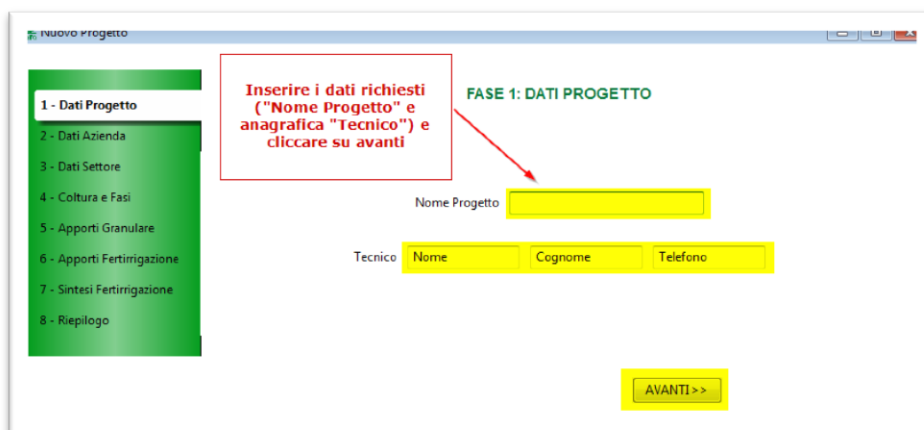 Nuovo Progetto
1 - Dati Progetto
2 - Dati Azienda
3 - Dati Settore
4 - Coltura e Fasi
5 - Apporti Granulare
6 - Apporti Fertirrigazione
7 - Sintesi Fertirrigazione
8 - Riepilogo
Inserire i dati richiesti
("Nome Progetto" e
anagrafica "Tecnico") e
cliccare su avanti
FASE 1: DATI PROGETTO
Nome Progetto
Tecnico Nome Cognome Telefono
AVANTI>>